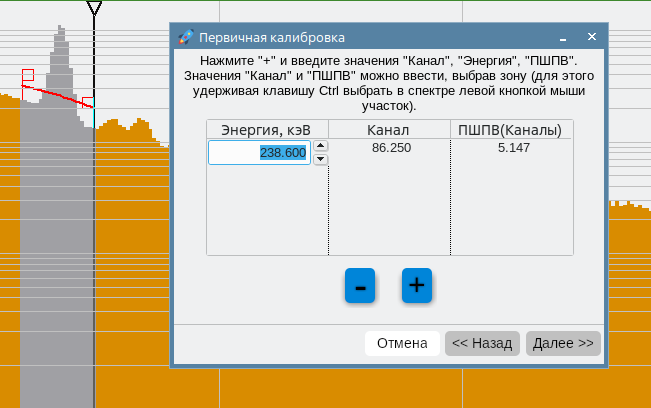 Первичная калибровка
Нажмите "+" и введите значения "Канал", "Энергия", "ПШПВ".
Значения "Канал" и "ПШПВ" можно ввести, выбрав зону (для этого
удерживая клавишу Ctrl выбрать в спектре левой кнопкой мыши
участок).
Энергия, кэВ Канал ПШПВ(Каналы)
238.600 86.250 5.147
- +
Отмена << Назад Далее >>